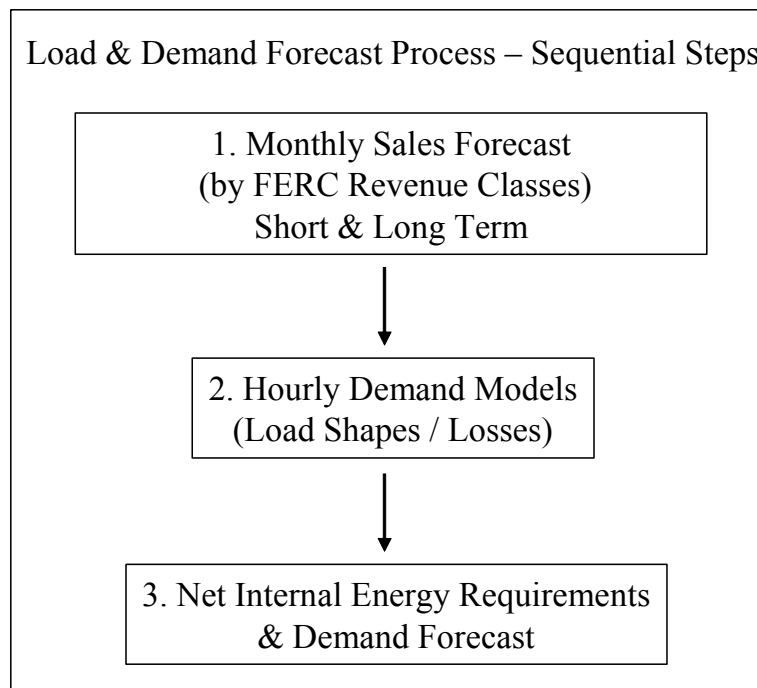 Load & Demand Forecast Process – Sequential Steps
1. Monthly Sales Forecast
(by FERC Revenue Classes)
Short & Long Term
2. Hourly Demand Models
(Load Shapes / Losses)
3. Net Internal Energy Requirements
& Demand Forecast